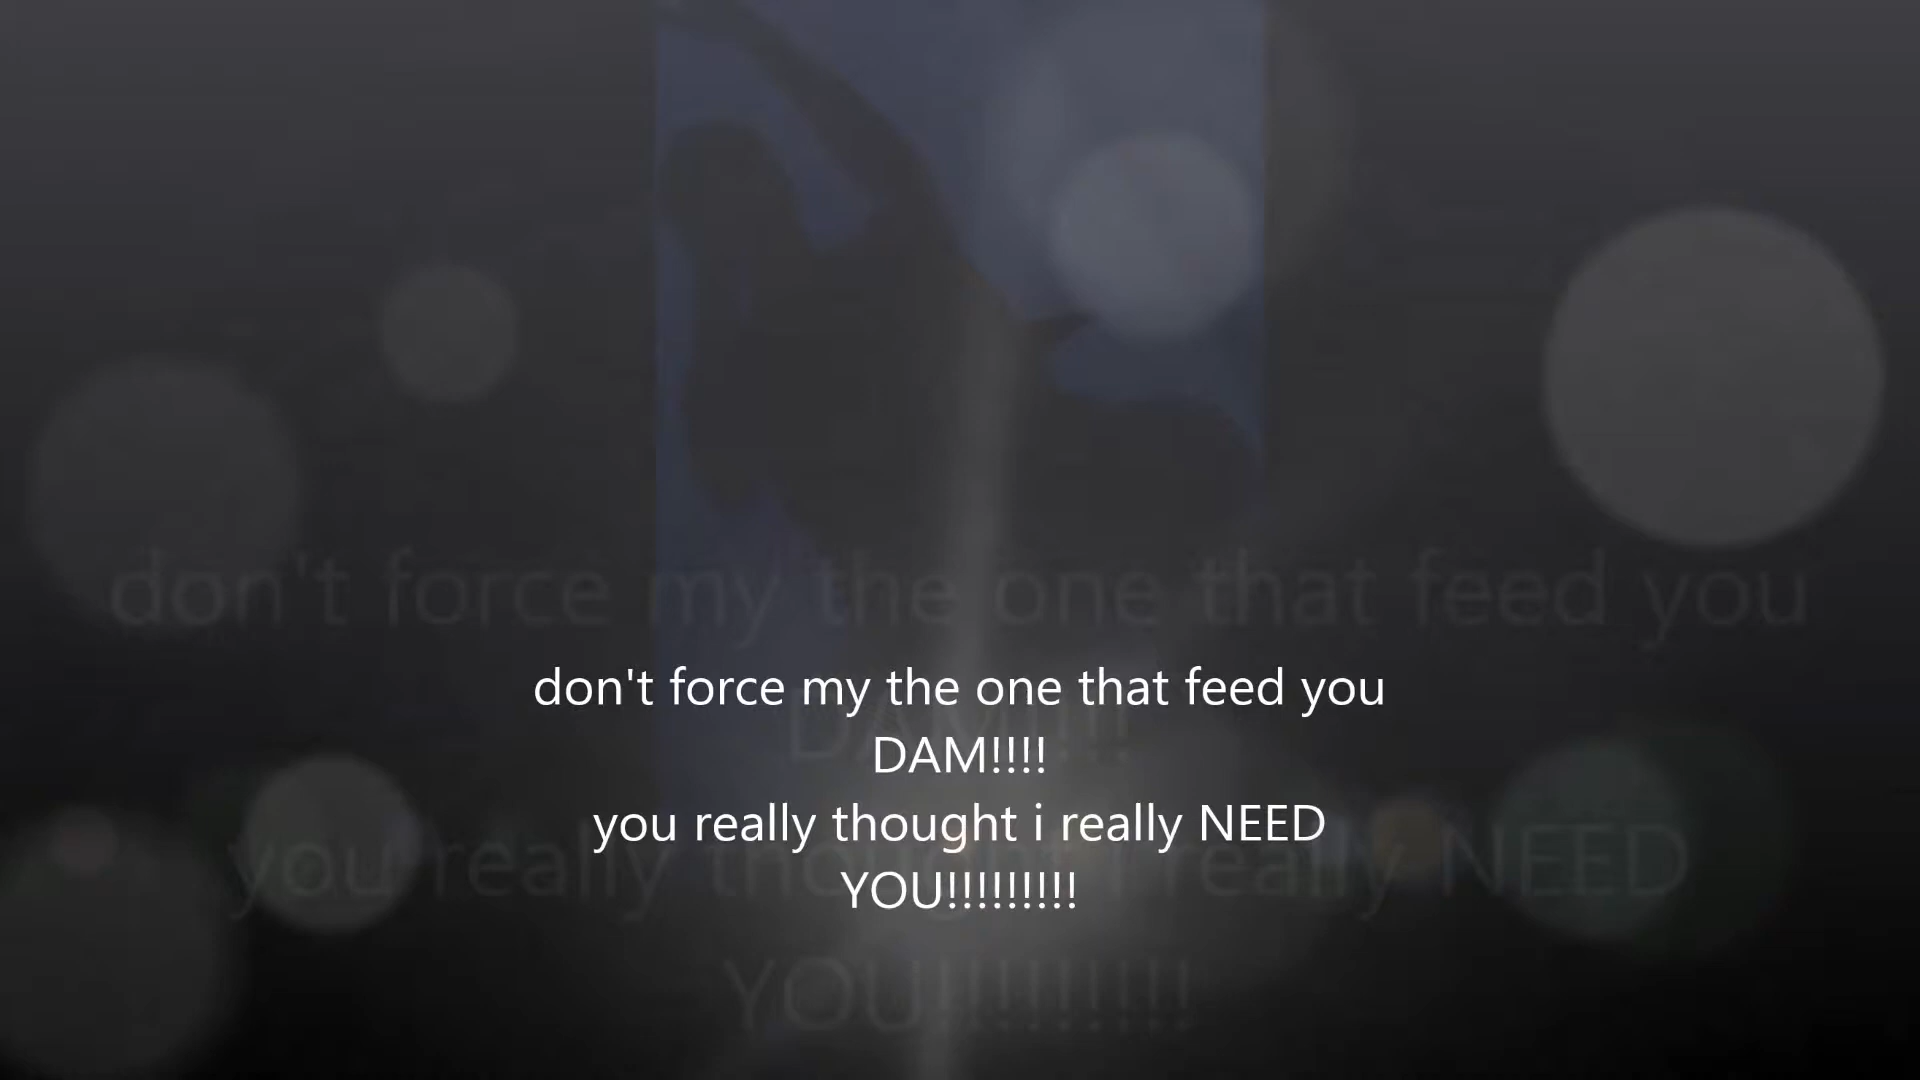 don't force my the one that feed you
DAM!!!!
you really thought i really NEED
YOU!!!!!!!!!